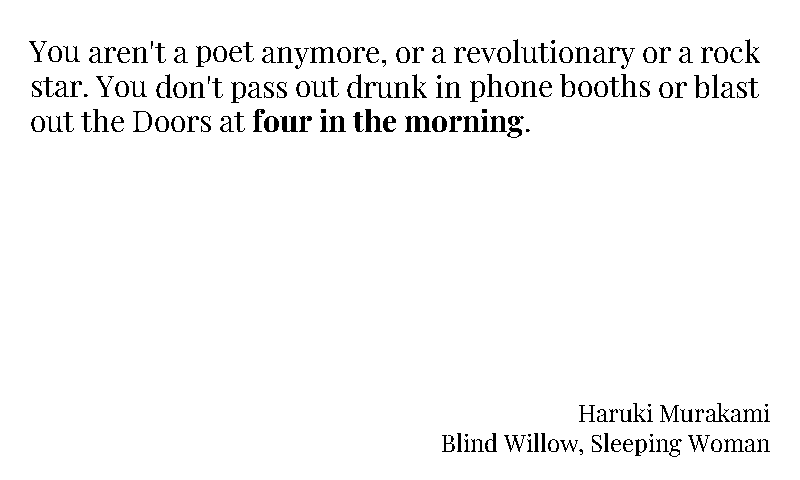 You aren't a poet anymore, or a revolutionary or a rock
star. You don't pass out drunk in phone booths or blast
out the Doors at four in the morning.
Haruki Murakami
Blind Willow, Sleeping Woman